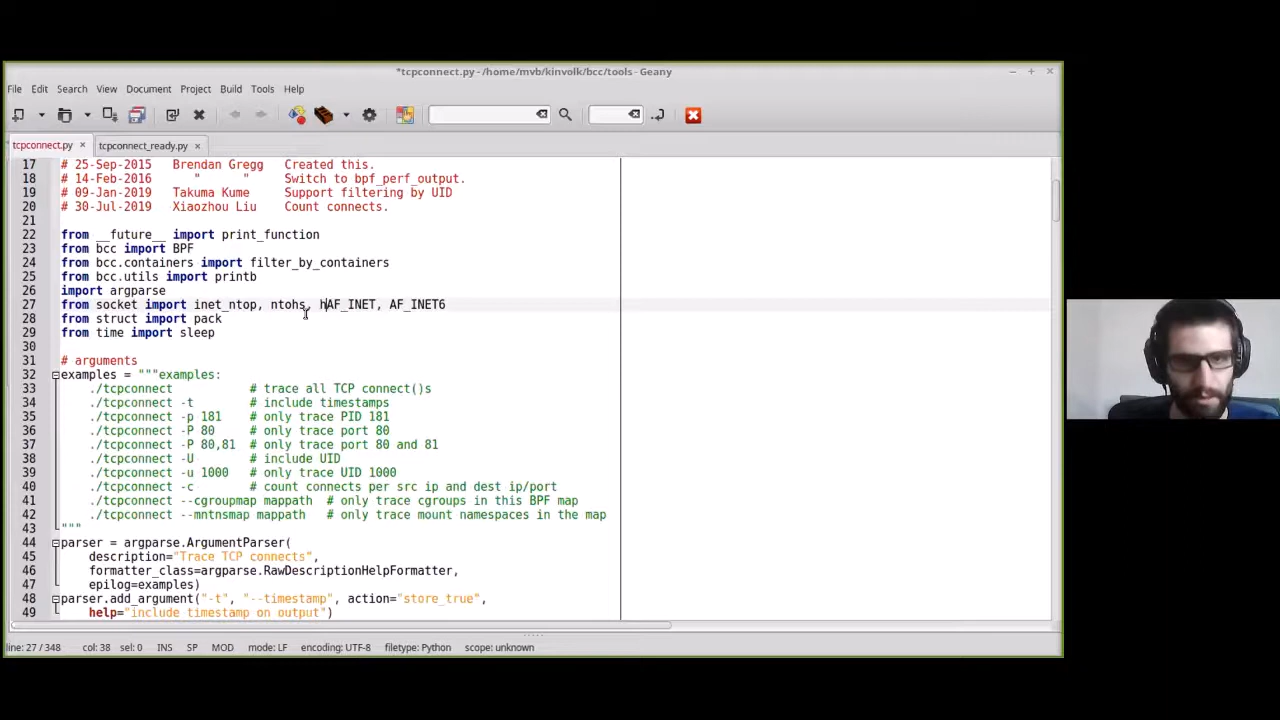 *tcpconnect.py - /home/mvb/kinvolk/bcc/tools - Geany
File Edit Search View Document Project Build Tools Help
tcpconnect.py tcpconnect_ready.py
17 # 25-Sep-2015 Brendan Gregg Created this.
18 # 14-Feb-2016 " " Switch to bpf_perf_output.
19 # 09-Jan-2019 Takuma Kume Support filtering by UID
20 # 30-Jul-2019 Xiaozhou Liu Count connects.
21
22 from __future__ import print_function
23 from bcc import BPF
24 from bcc.containers import filter_by_containers
25 from bcc.utils import printb
26 import argparse
27 from socket import inet_ntop, ntohs, hAF_INET, AF_INET6
28 from struct import pack
29 from time import sleep
30
31 # arguments
32 examples = """examples:
33 ./tcpconnect # trace all TCP connect()s
34 ./tcpconnect -t # include timestamps
35 ./tcpconnect -p 181 # only trace PID 181
36 ./tcpconnect -P 80 # only trace port 80
37 ./tcpconnect -P 80,81 # only trace port 80 and 81
38 ./tcpconnect -U # include UID
39 ./tcpconnect -u 1000 # only trace UID 1000
40 ./tcpconnect -c # count connects per src ip and dest ip/port
41 ./tcpconnect --cgroupmap mappath # only trace cgroups in this BPF map
42 ./tcpconnect --mntnsmap mappath # only trace mount namespaces in the map
43 """
44 parser = argparse.ArgumentParser(
45 description="Trace TCP connects",
46 formatter_class=argparse.RawDescriptionHelpFormatter,
47 epilog=examples)
48 parser.add_argument("-t", "--timestamp", action="store_true",
49 help="include timestamp on output")
line: 27 / 348 col: 38 sel: 0 INS SP MOD mode: LF encoding: UTF-8 filetype: Python scope: unknown